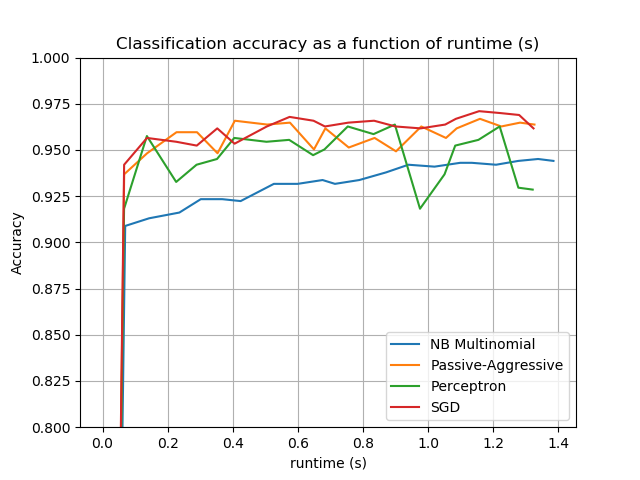 Classification accuracy as a function of runtime (s)
1.000
0.975
0.950
0.925
0.900
0.875
0.850
0.825
0.800
Accuracy
NB Multinomial
Passive-Aggressive
Perceptron
SGD
0.0 0.2 0.4 0.6 0.8 1.0 1.2 1.4
runtime (s)